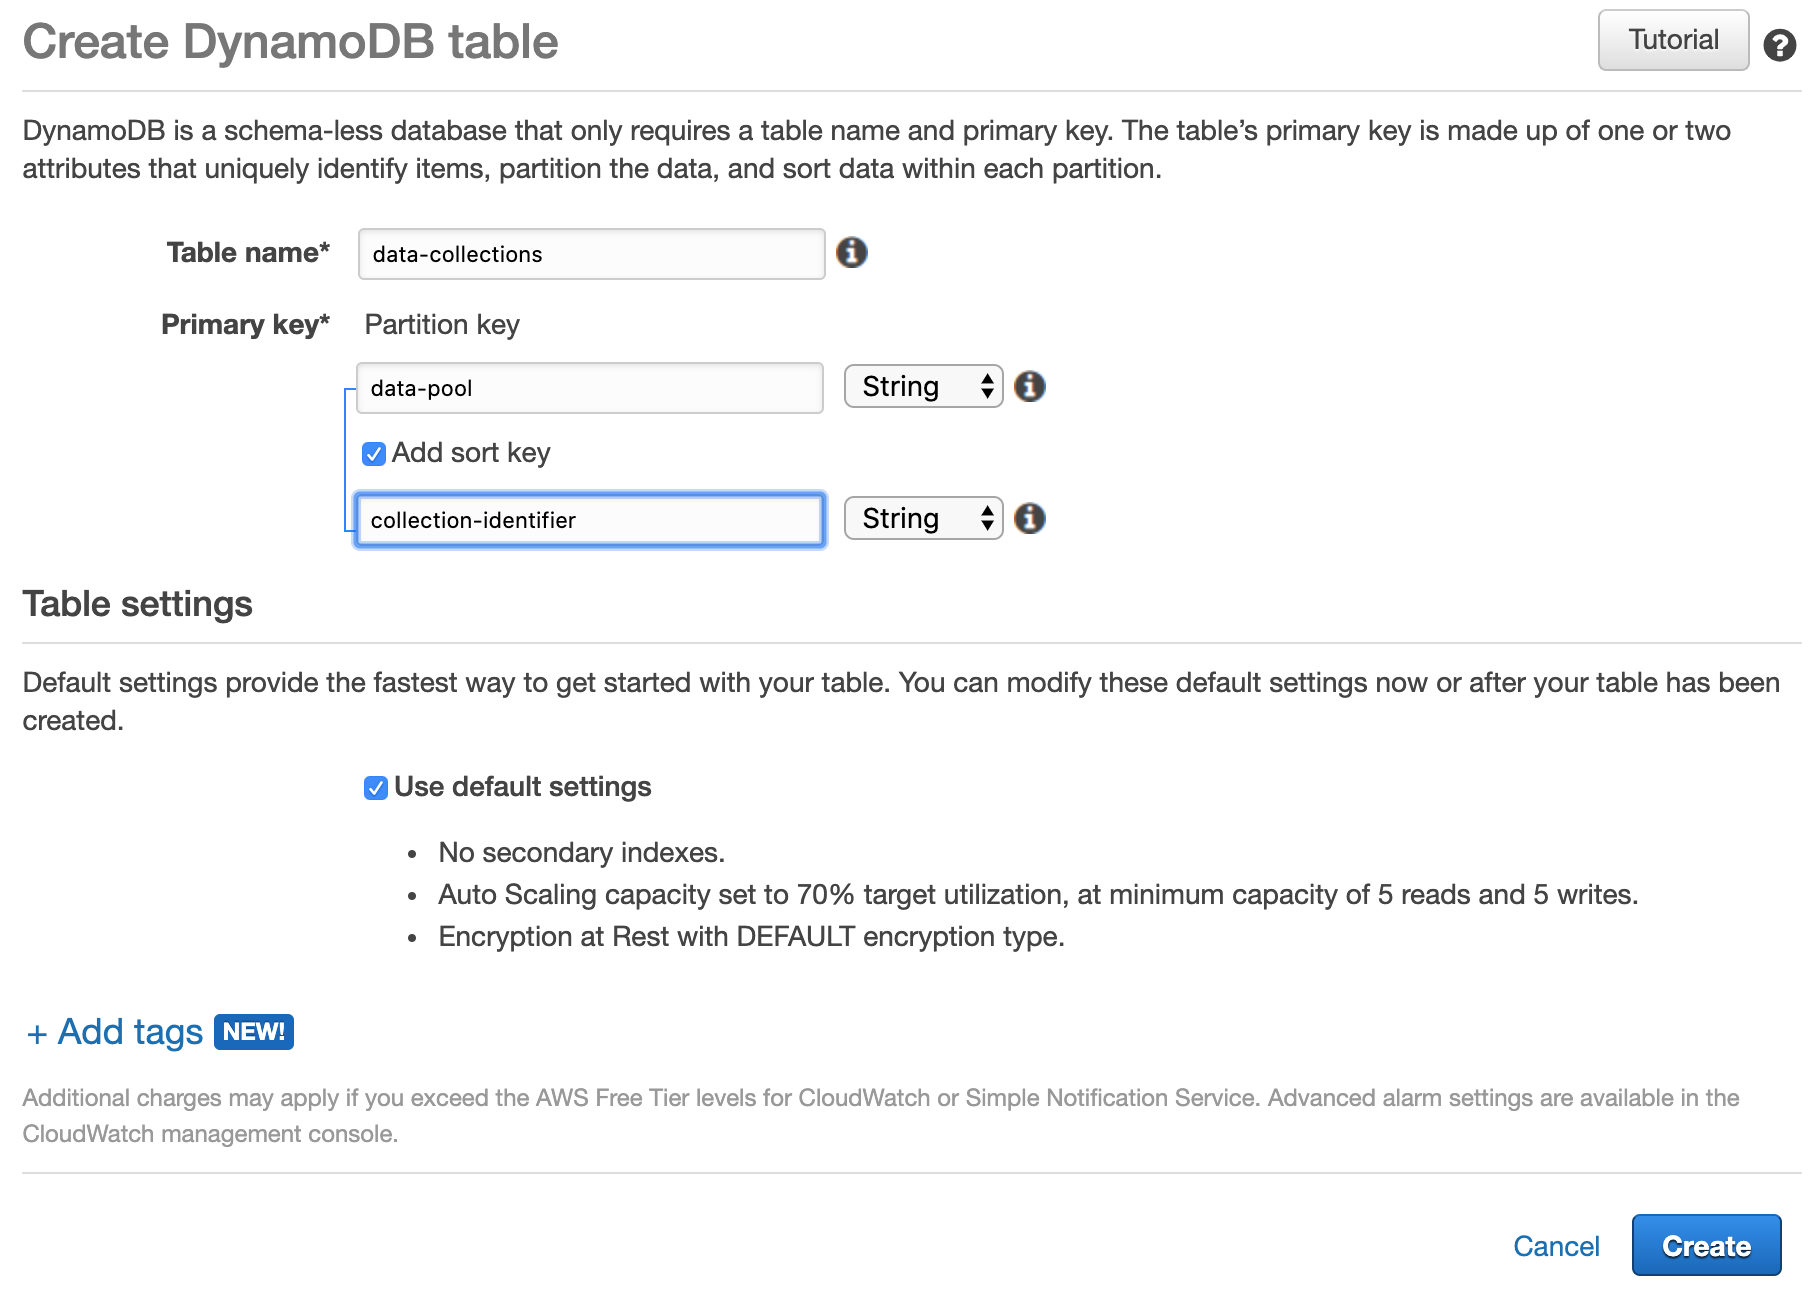 Create DynamoDB table
Tutorial
?
DynamoDB is a schema-less database that only requires a table name and primary key. The table’s primary key is made up of one or two
attributes that uniquely identify items, partition the data, and sort data within each partition.
Table name*
data-collections
Primary key*
Partition key
data-pool
String
Add sort key
collection-identifier
String
Table settings
Default settings provide the fastest way to get started with your table. You can modify these default settings now or after your table has been
created.
Use default settings
• No secondary indexes.
• Auto Scaling capacity set to 70% target utilization, at minimum capacity of 5 reads and 5 writes.
• Encryption at Rest with DEFAULT encryption type.
+ Add tags NEW!
Additional charges may apply if you exceed the AWS Free Tier levels for CloudWatch or Simple Notification Service. Advanced alarm settings are available in the
CloudWatch management console.
Cancel
Create